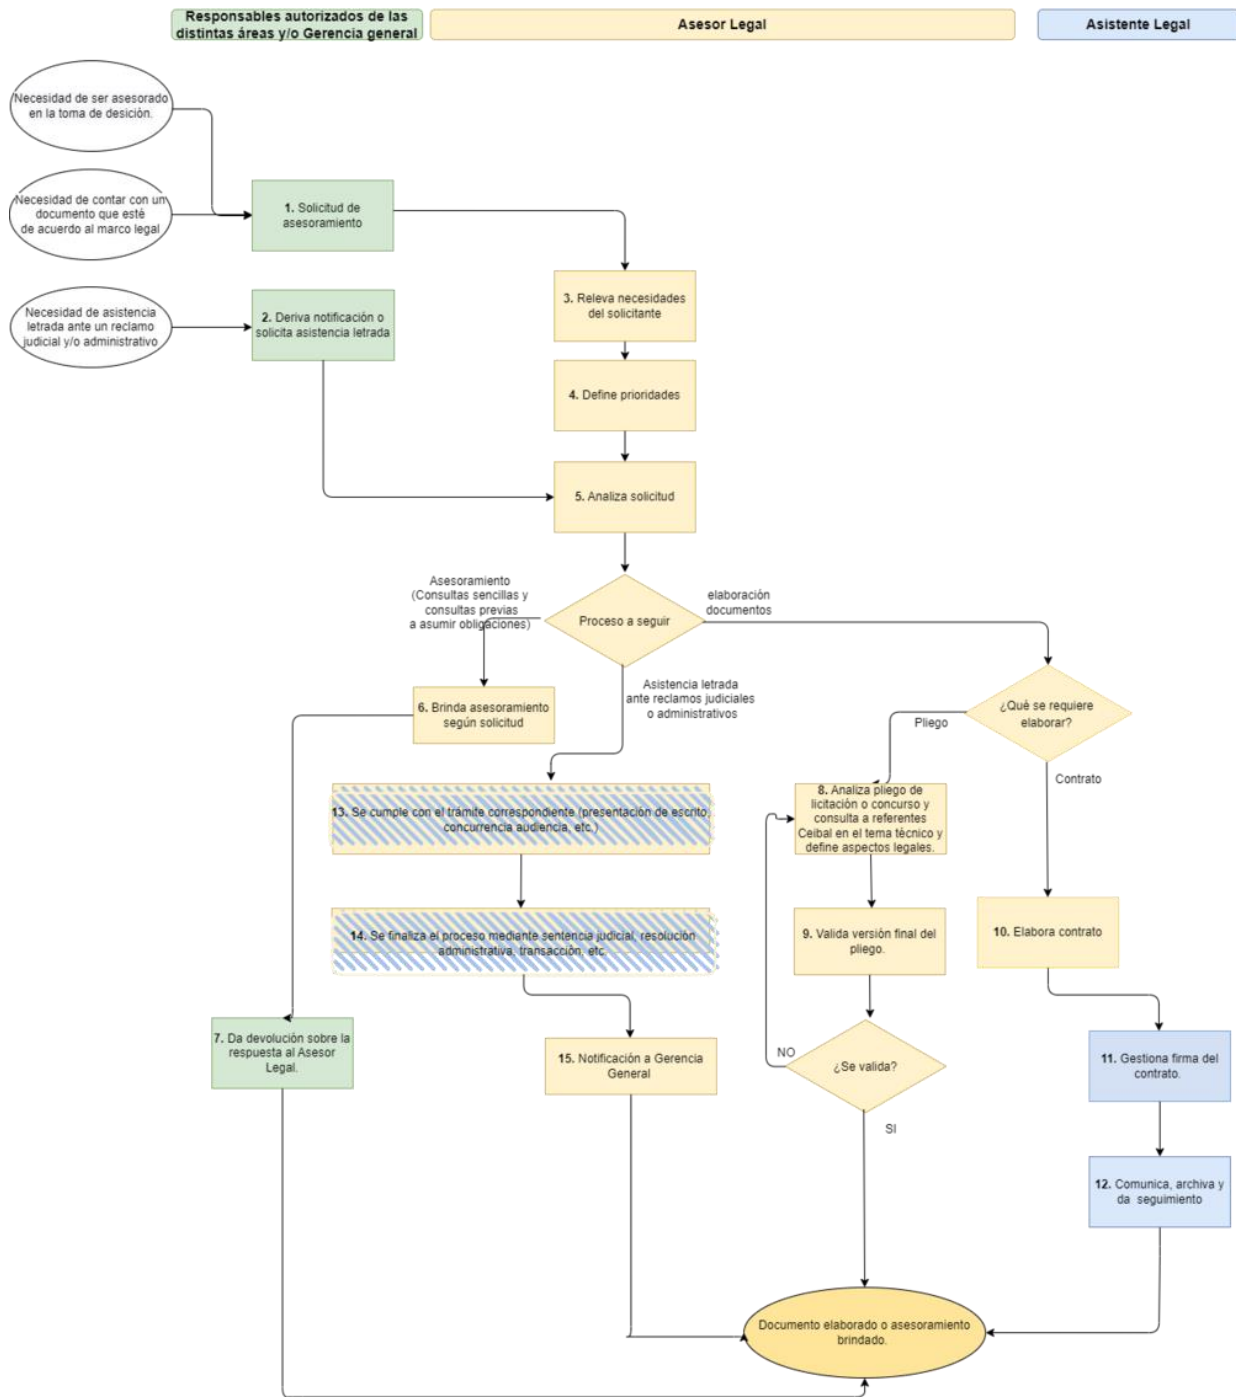 Responsables autorizados de las
distintas áreas y/o Gerencia general
Asesor Legal
Asistente Legal
Necesidad de ser asesorado
en la toma de desición.
Necesidad de contar con un
documento que esté
de acuerdo al marco legal
1. Solicitud de
asesoramiento
Necesidad de asistencia
letrada ante un reclamo
judicial y/o administrativo
2. Deriva notificación o
solicita asistencia letrada
3. Releva necesidades
del solicitante
4. Define prioridades
5. Analiza solicitud
Proceso a seguir
Asesoramiento
(Consultas sencillas y
consultas previas
a asumir obligaciones)
elaboración
documentos
Asistencia letrada
ante reclamos judiciales
o administrativos
6. Brinda asesoramiento
según solicitud
¿Qué se requiere
elaborar?
Pliego
Contrato
13. Se cumple con el trámite correspondiente (presentación de escrito,
concurrencia audiencia, etc.)
8. Analiza pliego de
licitación o concurso y
consulta a referentes
Ceibal en el tema técnico y
define aspectos legales.
14. Se finaliza el proceso mediante sentencia judicial, resolución
administrativa, transacción, etc.
9. Valida versión final del
pliego.
10. Elabora contrato
7. Da devolución sobre la
respuesta al Asesor
Legal.
15. Notificación a Gerencia
General
NO
¿Se valida?
SI
11. Gestiona firma del
contrato.
12. Comunica, archiva y
da seguimiento
Documento elaborado o asesoramiento
brindado.